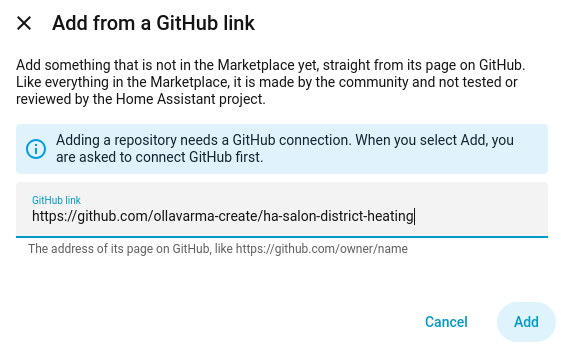 Add from a GitHub link
Add something that is not in the Marketplace yet, straight from its page on GitHub.
Like everything in the Marketplace, it is made by the community and not tested or
reviewed by the Home Assistant project.
Adding a repository needs a GitHub connection. When you select Add, you
are asked to connect GitHub first.
GitHub link
https://github.com/ollavarma-create/ha-salon-district-heating
The address of its page on GitHub, like https://github.com/owner/name
Cancel
Add